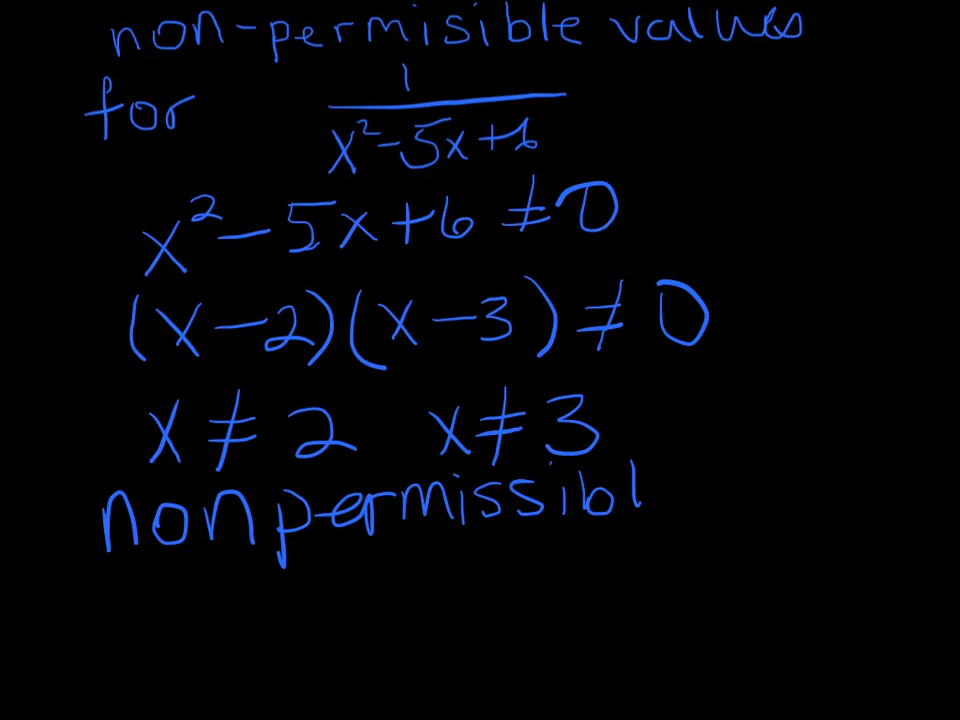 non-permisible values
for 1/(x²-5x+6)
x²-5x+6≠0
(x-2)(x-3)≠0
x≠2 x≠3
nonpermissibl